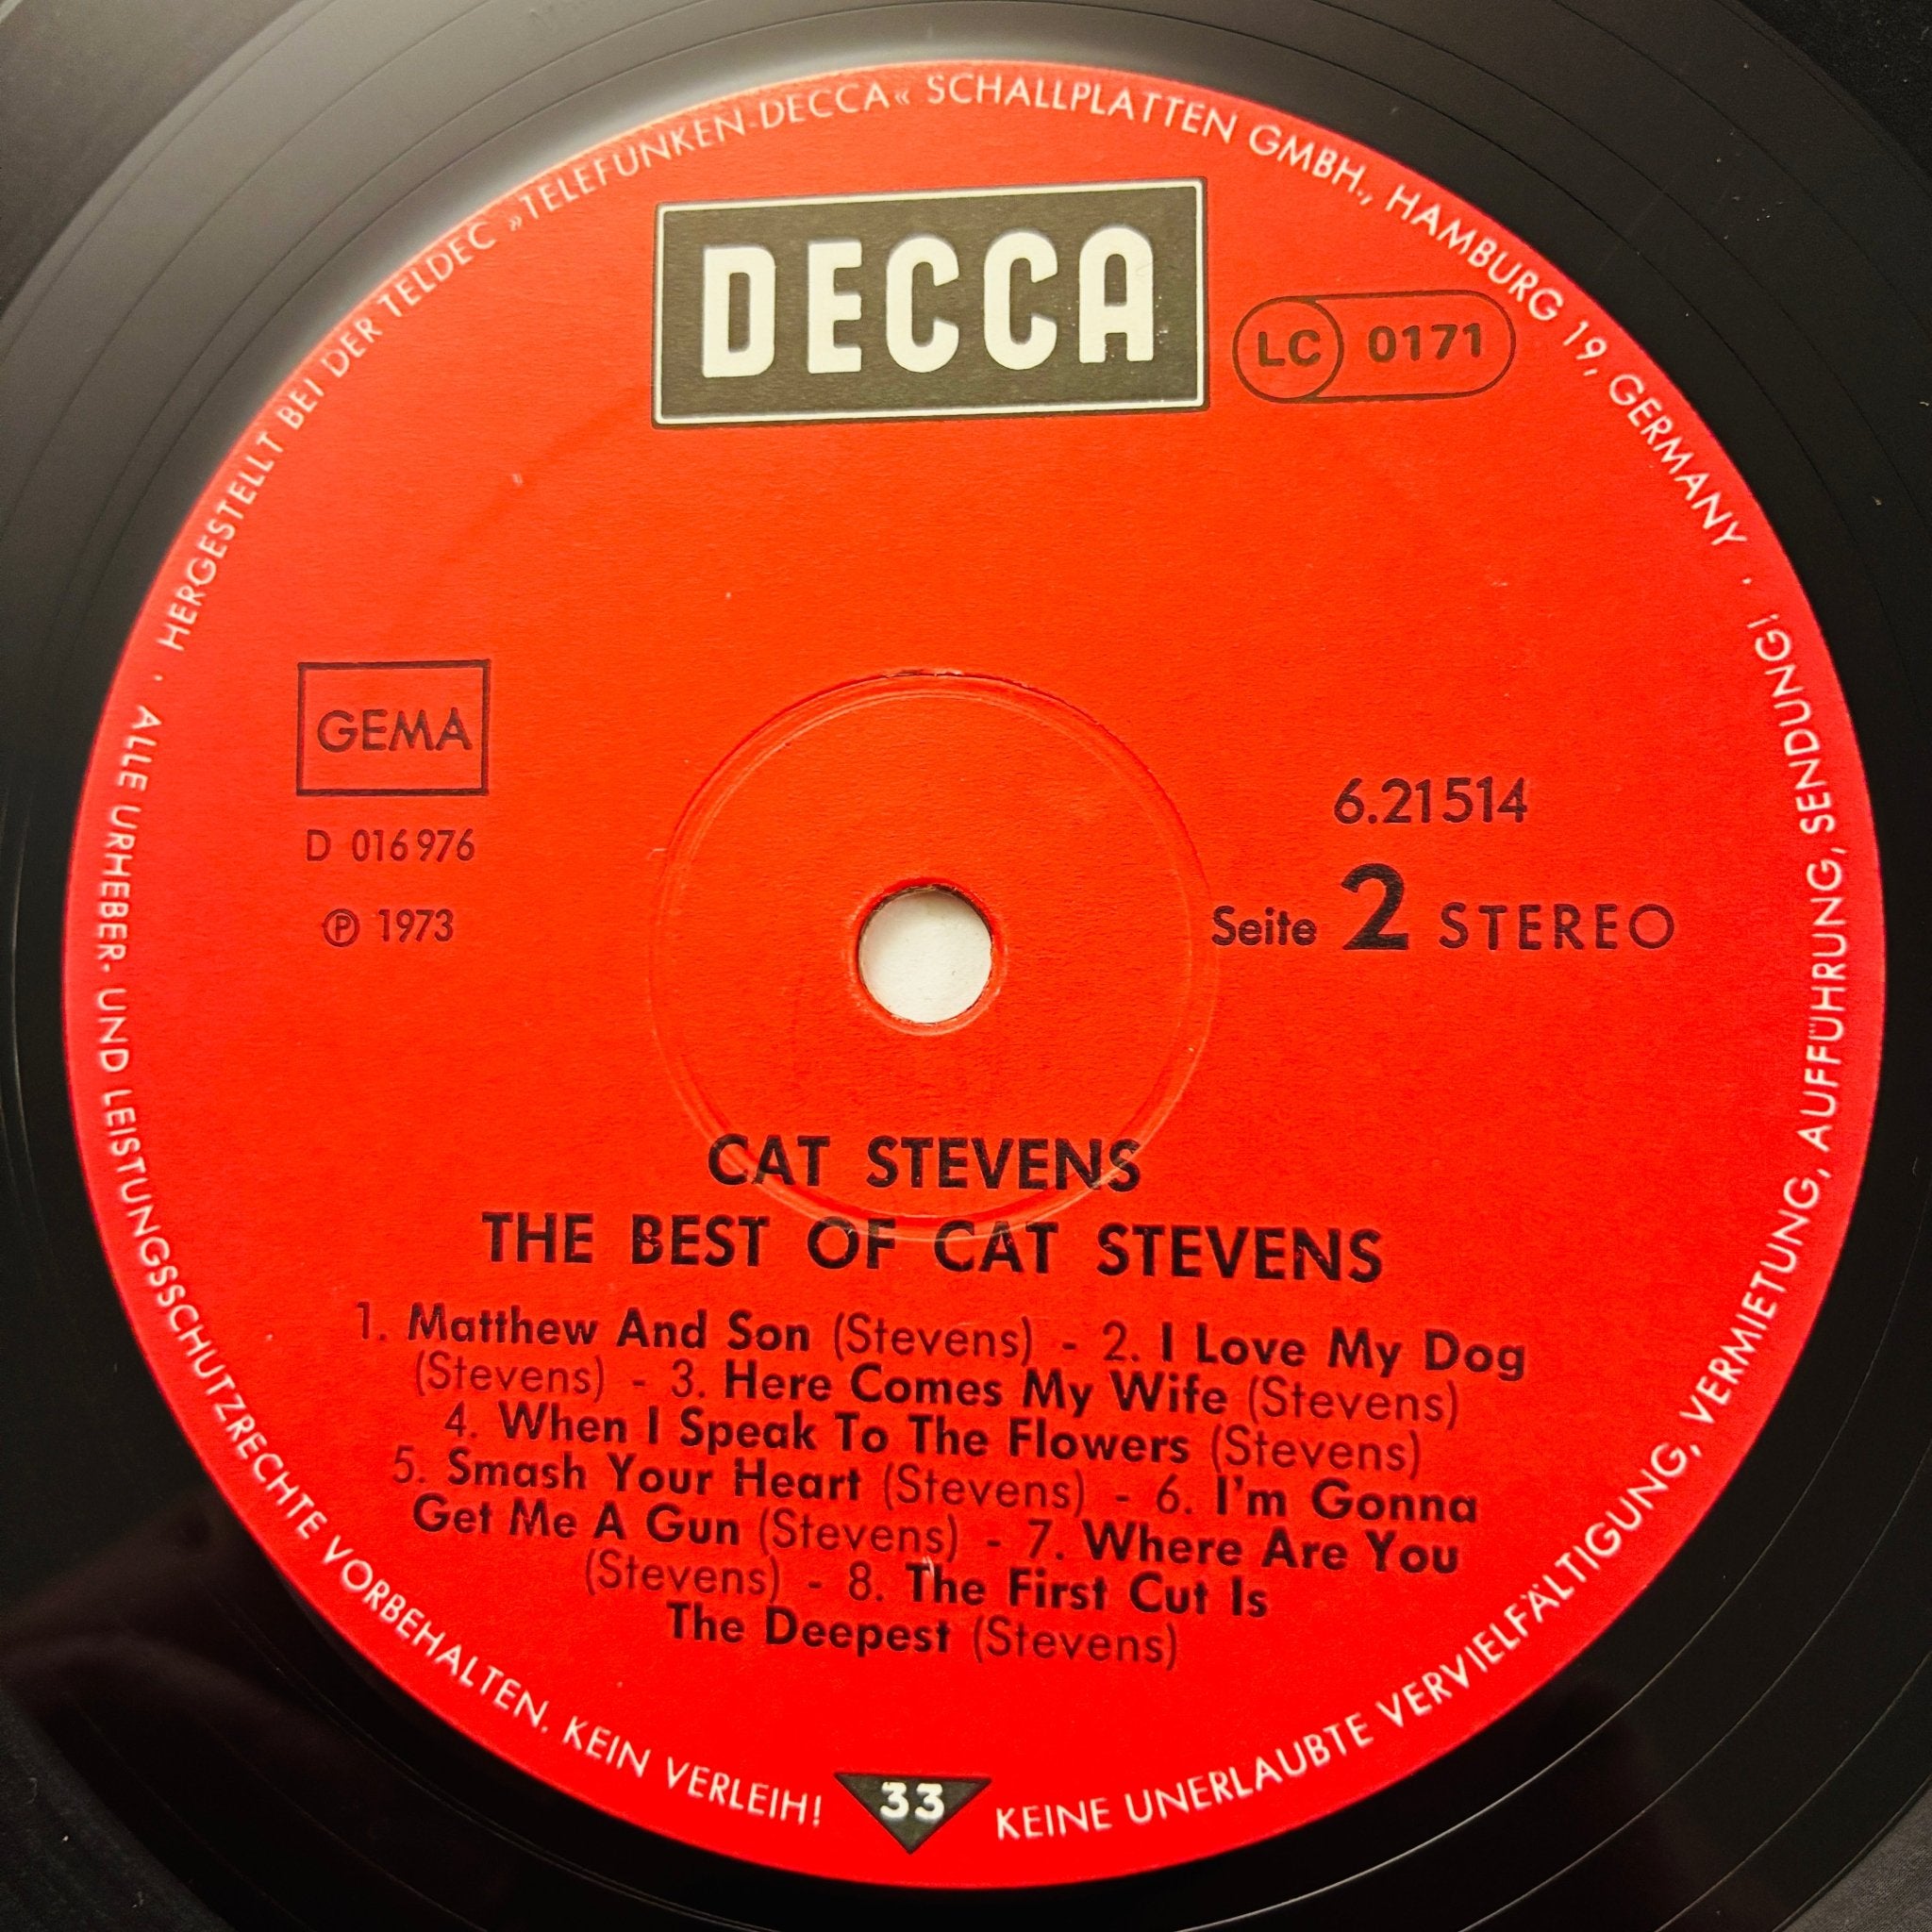 HERGESTELLT BEI DER TELDEC »TELEFUNKEN-DECCA« SCHALLPLATTEN GMBH., HAMBURG 19, GERMANY ·
DECCA
LC 0171
GEMA
D 016 976
Ⓟ 1973
6.21514
Seite 2 STEREO
CAT STEVENS
THE BEST OF CAT STEVENS
1. Matthew And Son (Stevens) - 2. I Love My Dog
(Stevens) - 3. Here Comes My Wife (Stevens)
4. When I Speak To The Flowers (Stevens)
5. Smash Your Heart (Stevens) - 6. I'm Gonna
Get Me A Gun (Stevens) - 7. Where Are You
(Stevens) - 8. The First Cut Is
The Deepest (Stevens)
· ALLE URHEBER- UND LEISTUNGSSCHUTZRECHTE VORBEHALTEN. KEIN VERLEIH!
33
KEINE UNERLAUBTE VERVIELFÄLTIGUNG, VERMIETUNG, AUFFÜHRUNG, SENDUNG!